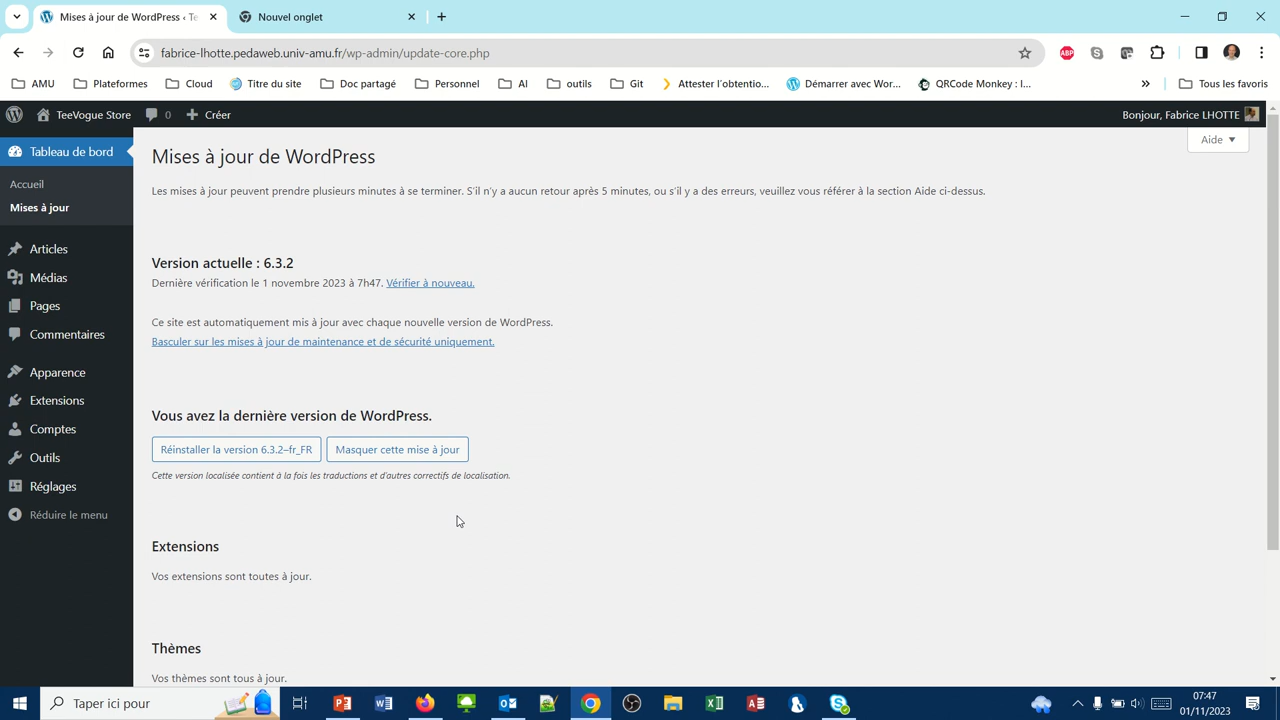 Mises à jour de WordPress ‹ Te
Nouvel onglet
fabrice-lhotte.pedaweb.univ-amu.fr/wp-admin/update-core.php
ABP
AMU
Plateformes
Cloud
Titre du site
Doc partagé
Personnel
AI
outils
Git
Attester l'obtentio...
Démarrer avec Wor...
QRCode Monkey : l...
»
Tous les favoris
TeeVogue Store
0
Créer
Bonjour, Fabrice LHOTTE
Tableau de bord
Accueil
Mises à jour
Articles
Médias
Pages
Commentaires
Apparence
Extensions
Comptes
Outils
Réglages
Réduire le menu
Aide
Mises à jour de WordPress
Les mises à jour peuvent prendre plusieurs minutes à se terminer. S'il n'y a aucun retour après 5 minutes, ou s'il y a des erreurs, veuillez vous référer à la section Aide ci-dessus.
Version actuelle : 6.3.2
Dernière vérification le 1 novembre 2023 à 7h47. Vérifier à nouveau.
Ce site est automatiquement mis à jour avec chaque nouvelle version de WordPress.
Basculer sur les mises à jour de maintenance et de sécurité uniquement.
Vous avez la dernière version de WordPress.
Réinstaller la version 6.3.2–fr_FR
Masquer cette mise à jour
Cette version localisée contient à la fois les traductions et d'autres correctifs de localisation.
Extensions
Vos extensions sont toutes à jour.
Thèmes
Vos thèmes sont tous à jour.
Taper ici pour
07:47
01/11/2023